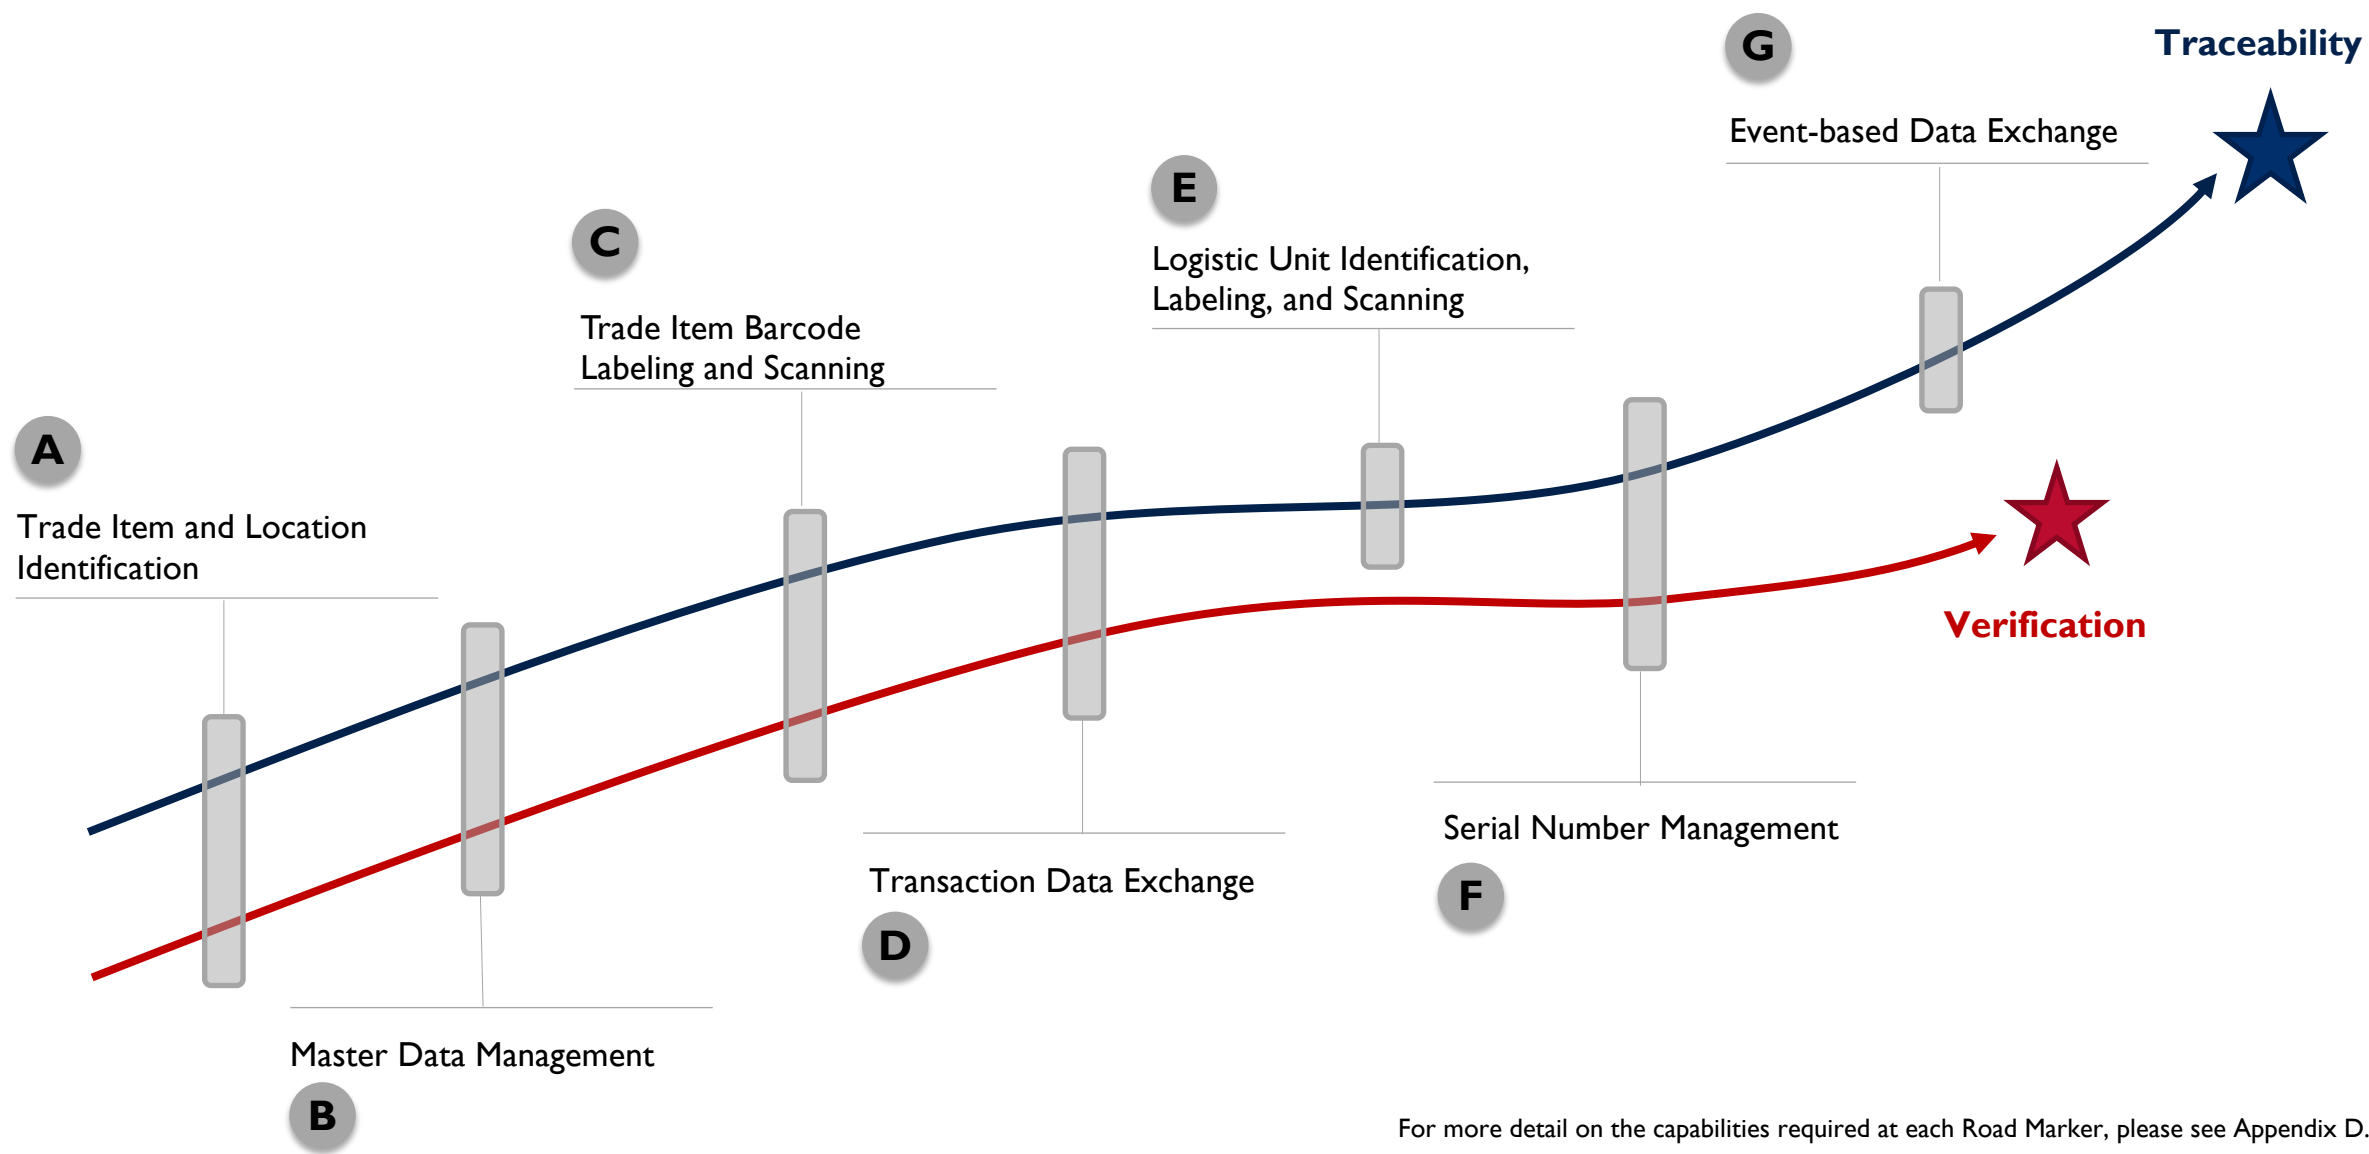 G
Traceability
Event-based Data Exchange
E
Logistic Unit Identification,
Labeling, and Scanning
C
Trade Item Barcode
Labeling and Scanning
A
Trade Item and Location
Identification
Verification
Serial Number Management
F
Transaction Data Exchange
D
Master Data Management
B
For more detail on the capabilities required at each Road Marker, please see Appendix D.